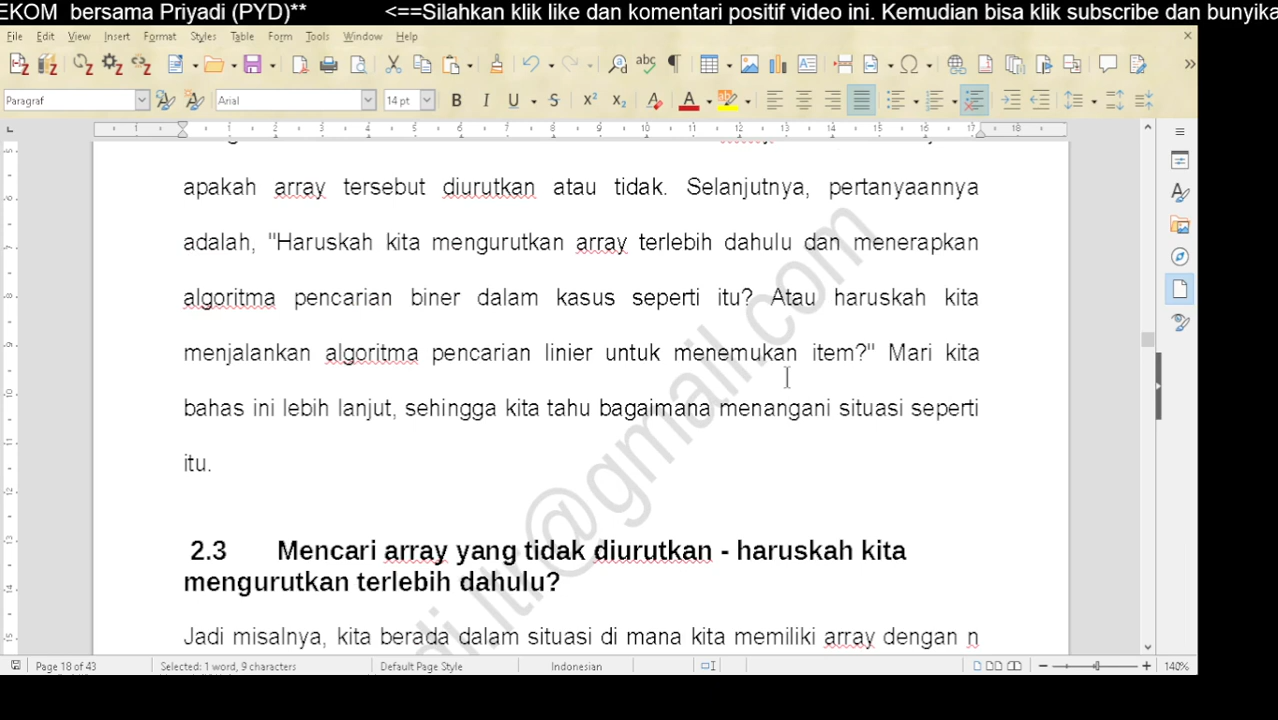 EKOM bersama Priyadi (PYD)** <==Silahkan klik like dan komentari positif video ini. Kemudian bisa klik subscribe dan bunyika
File Edit View Insert Format Styles Table Form Tools Window Help
Paragraf Arial 14 pt
apakah array tersebut diurutkan atau tidak. Selanjutnya, pertanyaannya
adalah, "Haruskah kita mengurutkan array terlebih dahulu dan menerapkan
algoritma pencarian biner dalam kasus seperti itu? Atau haruskah kita
menjalankan algoritma pencarian linier untuk menemukan item?" Mari kita
bahas ini lebih lanjut, sehingga kita tahu bagaimana menangani situasi seperti
itu.
2.3 Mencari array yang tidak diurutkan - haruskah kita
mengurutkan terlebih dahulu?
Jadi misalnya, kita berada dalam situasi di mana kita memiliki array dengan n
Page 18 of 43 Selected: 1 word, 9 characters Default Page Style Indonesian 140%